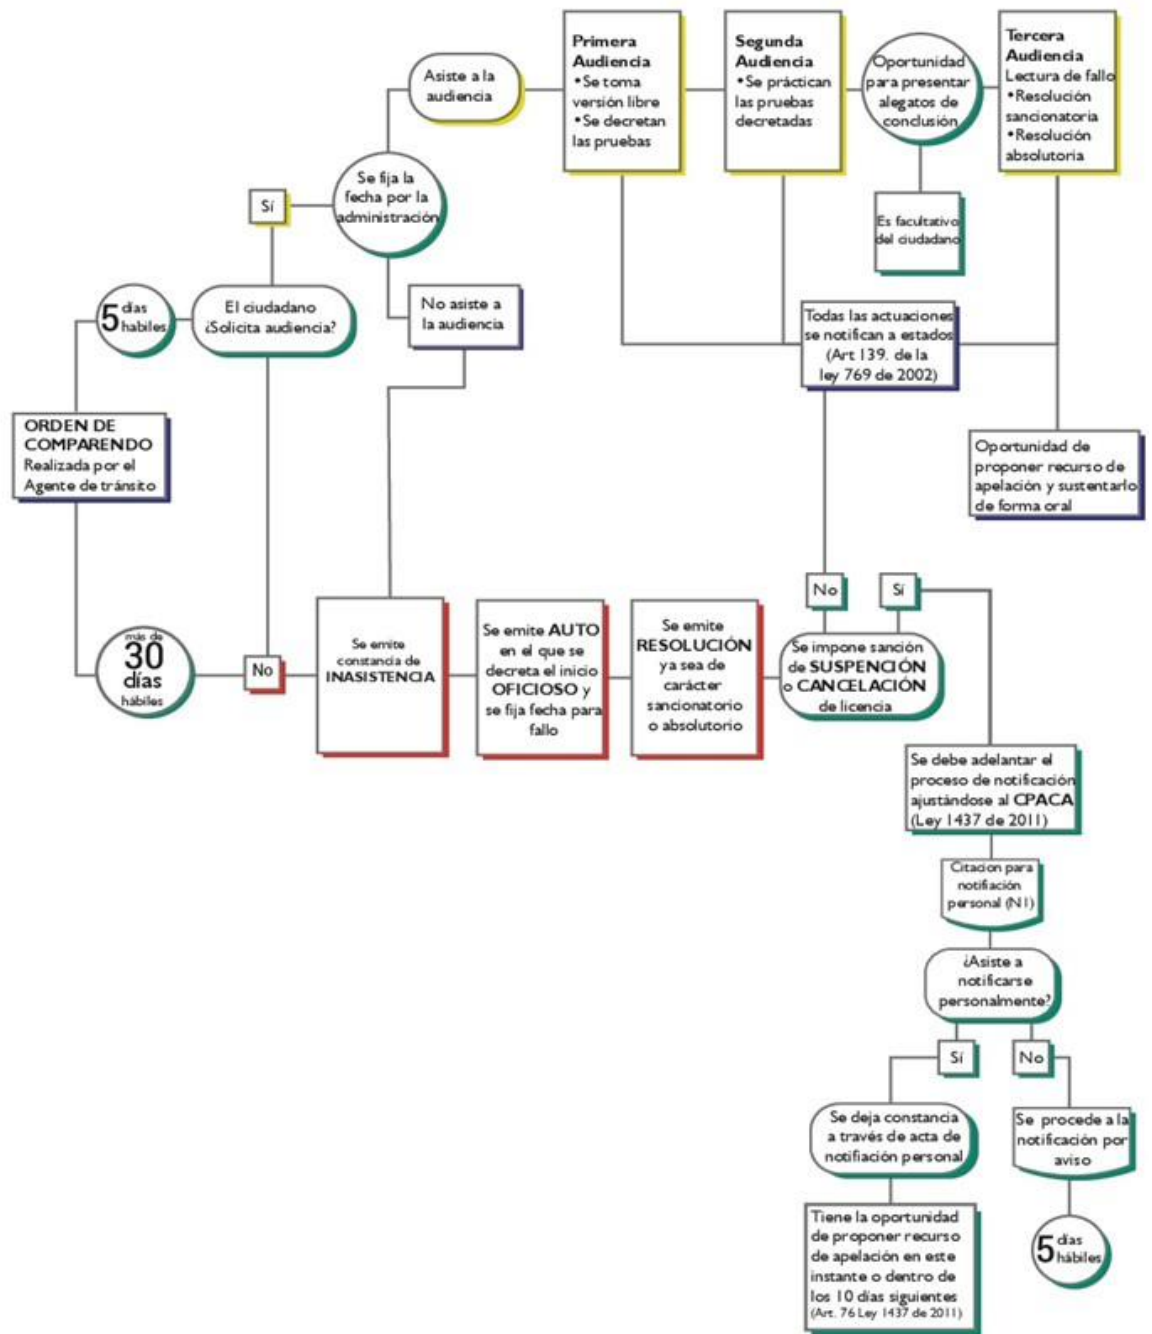 Primera
Audiencia
•Se toma
versión libre
•Se decretan
las pruebas
Segunda
Audiencia
•Se práctican
las pruebas
decretadas
Oportunidad
para presentar
alegatos de
conclusión
Tercera
Audiencia
Lectura de fallo
•Resolución
sancionatoria
•Resolución
absolutoria
Asiste a la
audiencia
Se fija la
fecha por la
administración
Sí
Es facultativo
del ciudadano
5 días
habiles
El ciudadano
¿Solicita audiencia?
No asiste a
la audiencia
Todas las actuaciones
se notifican a estados
(Art 139. de la
ley 769 de 2002)
ORDEN DE
COMPARENDO
Realizada por el
Agente de tránsito
Oportunidad de
proponer recurso de
apelación y sustentarlo
de forma oral
No
Sí
más de
30
días
hábiles
No
Se emite
constancia de
INASISTENCIA
Se emite AUTO
en el que se
decreta el inicio
OFICIOSO y
se fija fecha para
fallo
Se emite
RESOLUCIÓN
ya sea de
carácter
sancionatorio
o absolutorio
Se impone sanción
de SUSPENCIÓN
o CANCELACIÓN
de licencia
Se debe adelantar el
proceso de notificación
ajustándose al CPACA
(Ley 1437 de 2011)
Citacion para
notifiación
personal (N1)
¿Asiste a
notificarse
personalmente?
Sí
No
Se deja constancia
a través de acta de
notifiación personal
Se procede a la
notificación por
aviso
Tiene la oportunidad
de proponer recurso
de apelación en este
instante o dentro de
los 10 días siguientes
(Art. 76 Ley 1437 de 2011)
5 días
hábiles